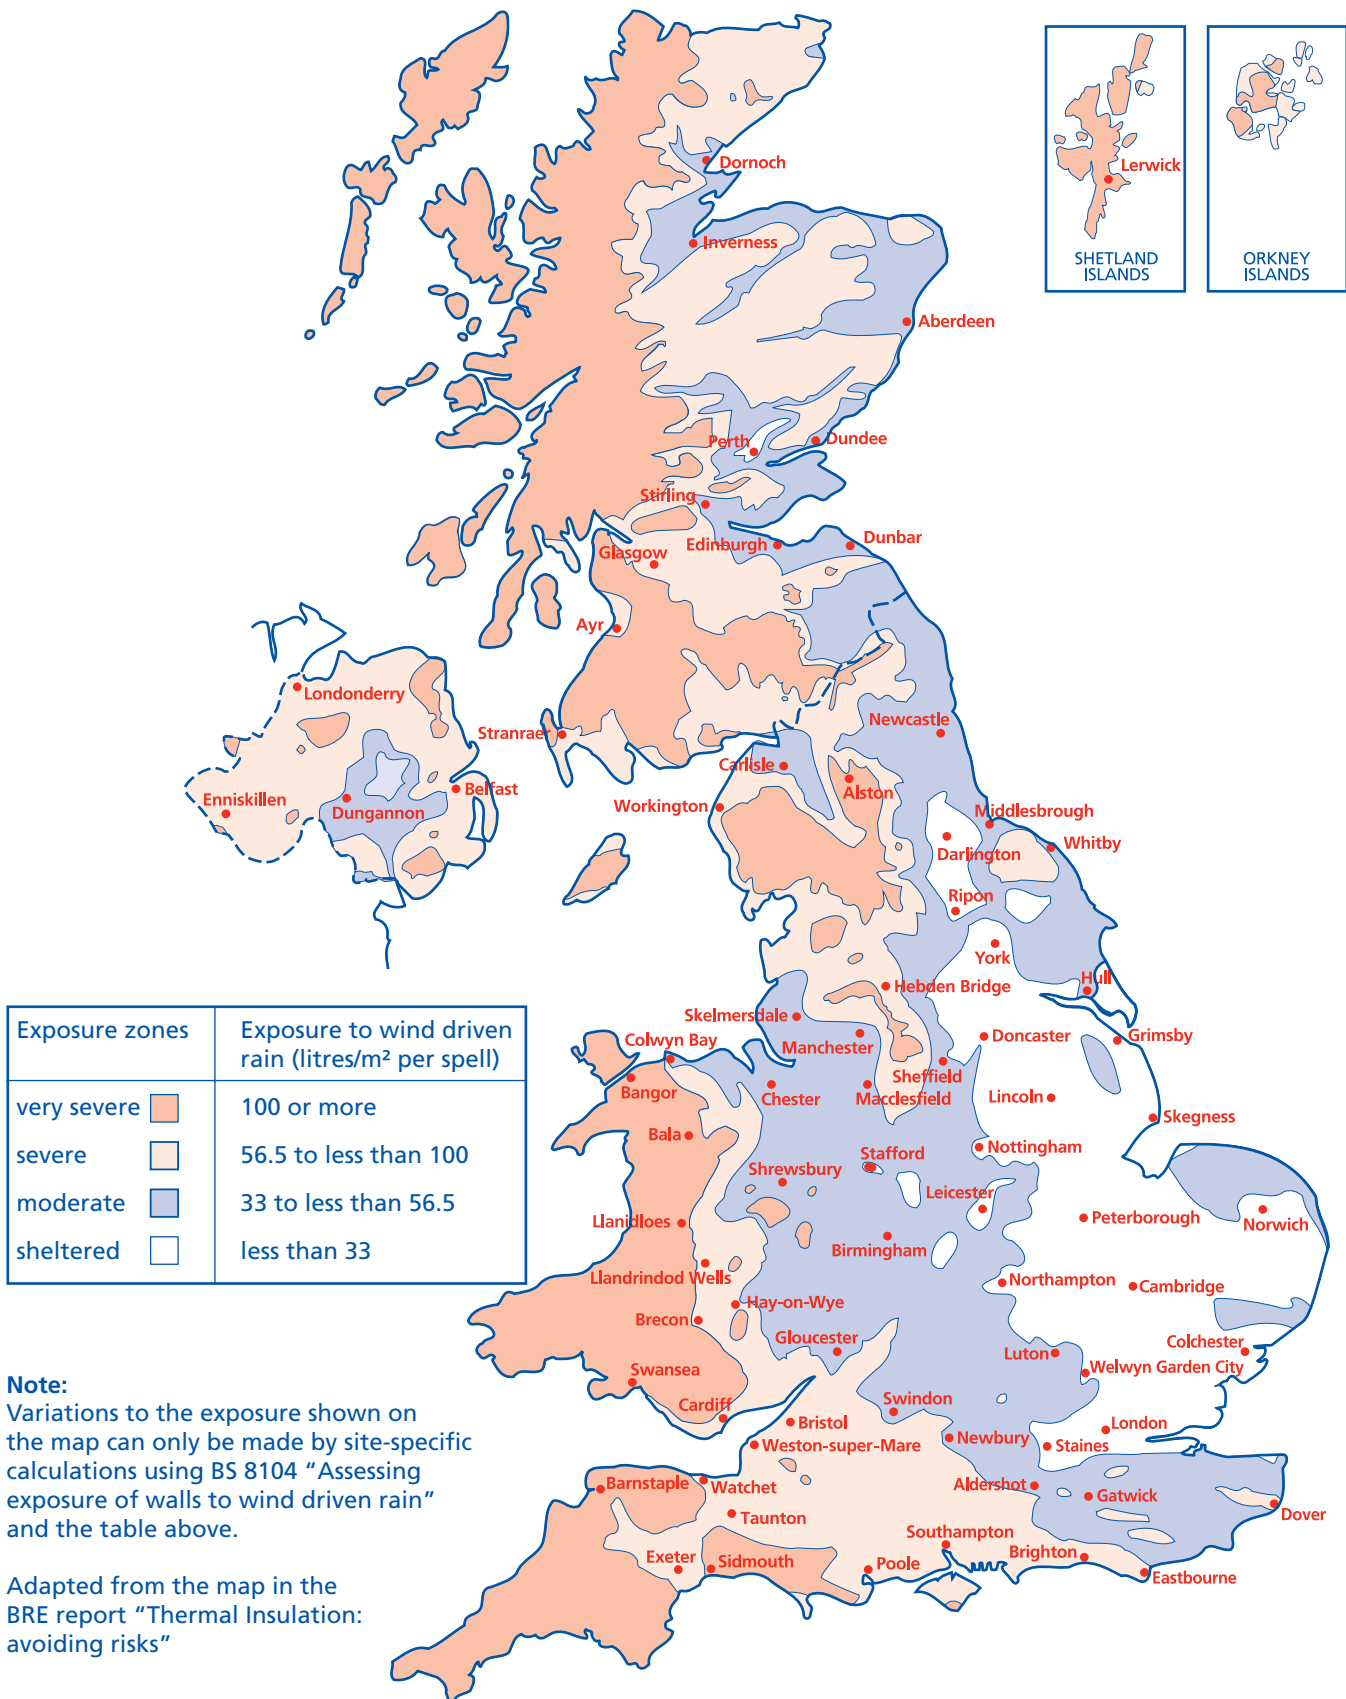 Dornoch
Lerwick
Inverness
SHETLAND
ISLANDS
ORKNEY
ISLANDS
Aberdeen
Perth
Dundee
Stirling
Edinburgh
Dunbar
Glasgow
Ayr
Londonderry
Stranraer
Newcastle
Carlisle
Belfast
Alston
Enniskillen
Dungannon
Workington
Middlesbrough
Whitby
Darlington
Ripon
York
Hebden Bridge
Hull
Skelmersdale
Manchester
Doncaster
Grimsby
Colwyn Bay
Sheffield
Bangor
Chester
Macclesfield
Lincoln
Skegness
Bala
Nottingham
Stafford
Shrewsbury
Leicester
Llanidloes
Peterborough
Norwich
Birmingham
Llandrindod Wells
Northampton
Cambridge
Hay-on-Wye
Brecon
Gloucester
Colchester
Luton
Welwyn Garden City
Swansea
Cardiff
Swindon
Bristol
London
Newbury
Staines
Weston-super-Mare
Barnstaple
Watchet
Aldershot
Gatwick
Dover
Taunton
Southampton
Exeter
Sidmouth
Poole
Brighton
Eastbourne
Exposure zones
Exposure to wind driven
rain (litres/m² per spell)
very severe 100 or more
severe 56.5 to less than 100
moderate 33 to less than 56.5
sheltered less than 33
Note:
Variations to the exposure shown on
the map can only be made by site-specific
calculations using BS 8104 “Assessing
exposure of walls to wind driven rain”
and the table above.
Adapted from the map in the
BRE report “Thermal Insulation:
avoiding risks”